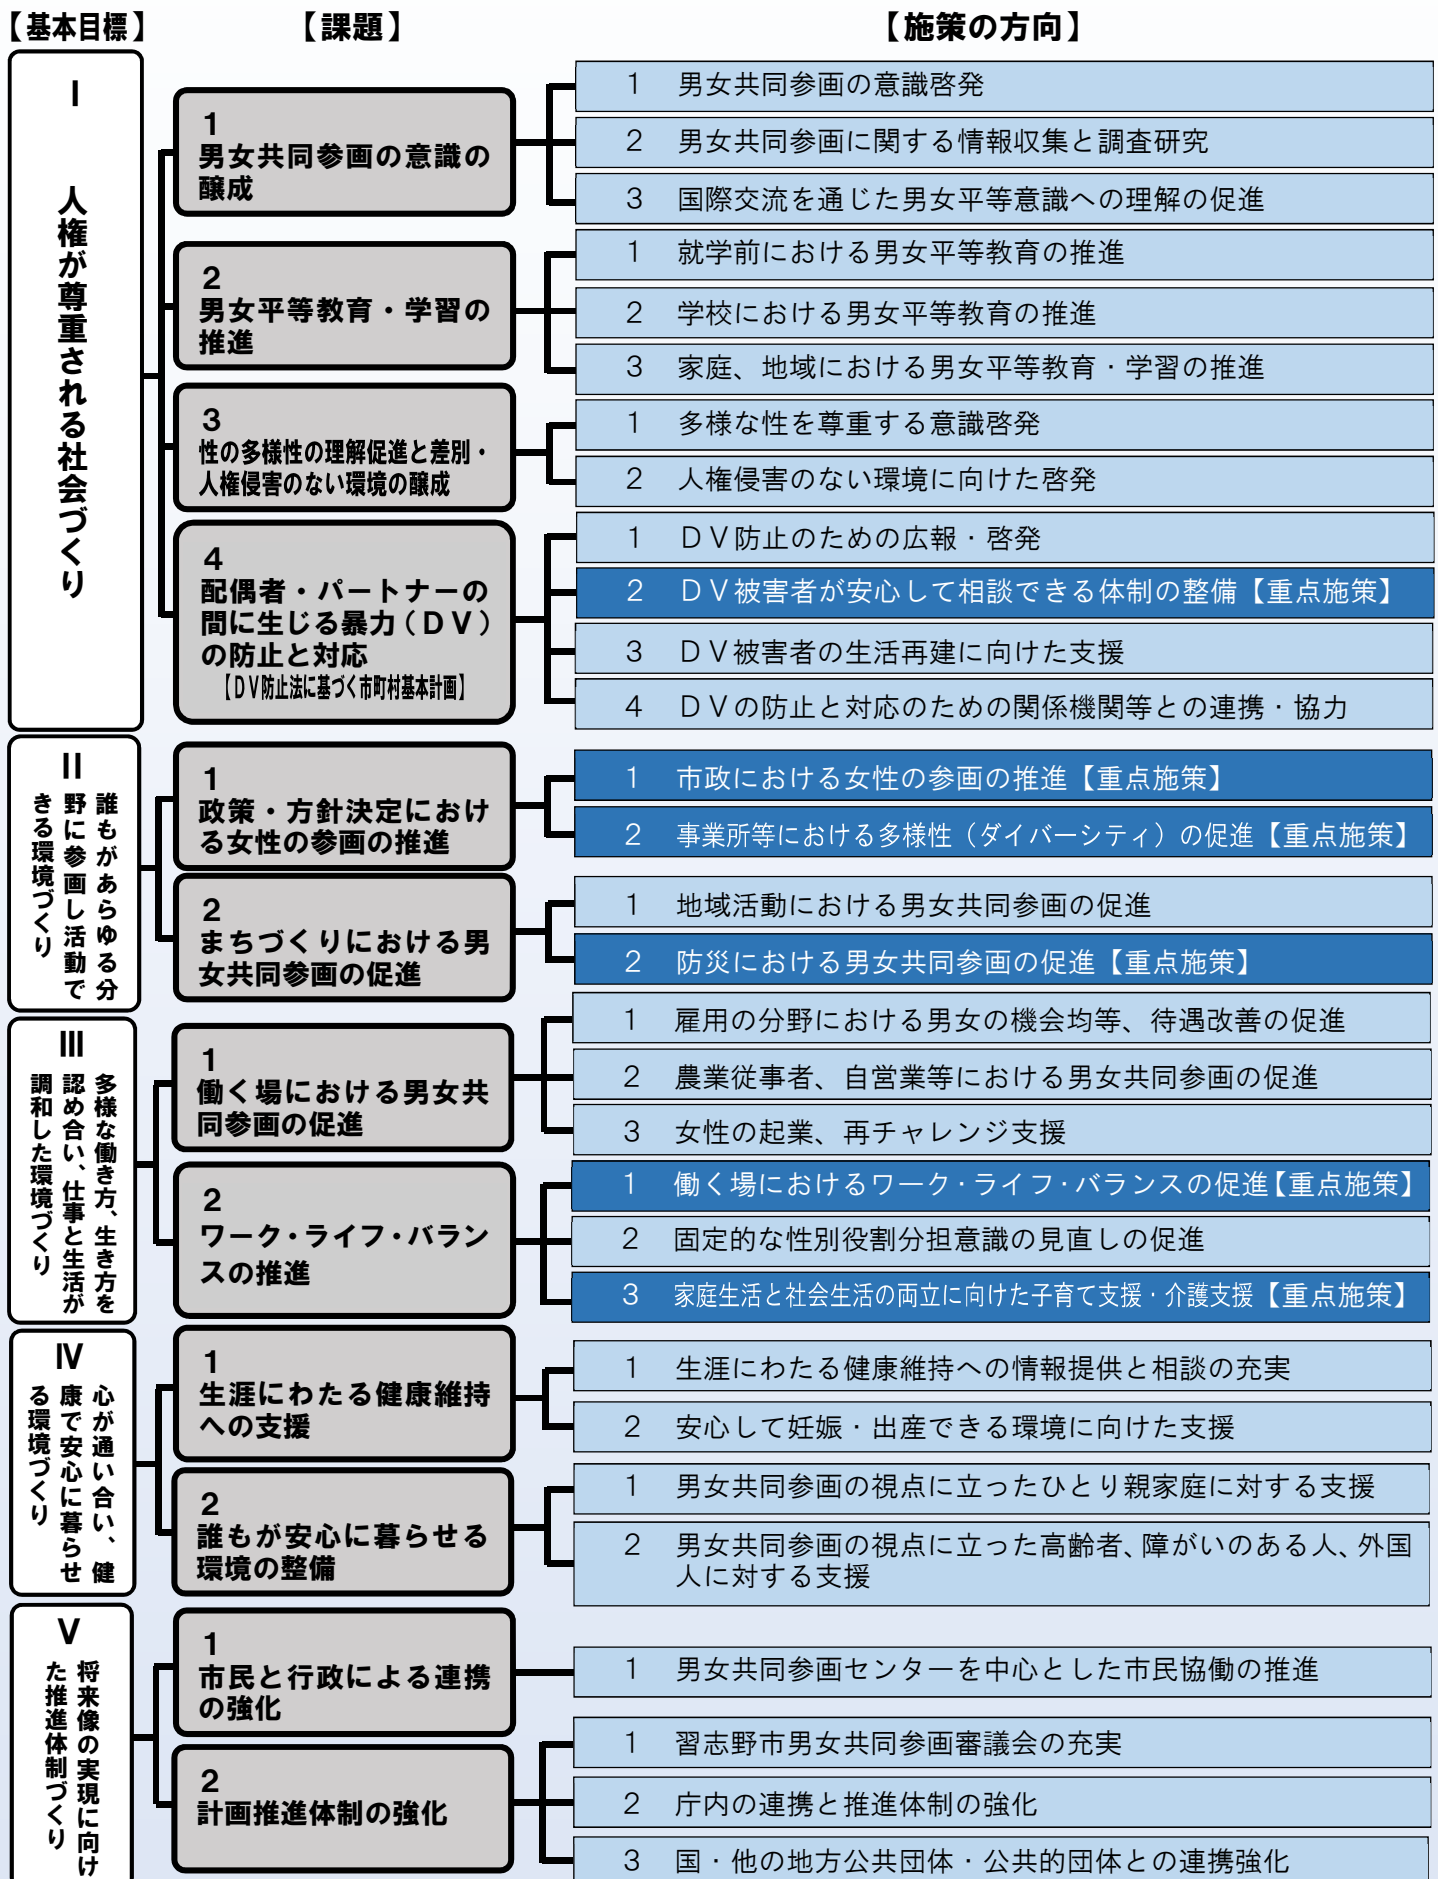 【基本目標】
【課題】
【施策の方向】
Ⅰ
人権が尊重される社会づくり
1
男女共同参画の意識の
醸成
1 男女共同参画の意識啓発
2 男女共同参画に関する情報収集と調査研究
3 国際交流を通じた男女平等意識への理解の促進
2
男女平等教育・学習の
推進
1 就学前における男女平等教育の推進
2 学校における男女平等教育の推進
3 家庭、地域における男女平等教育・学習の推進
3
性の多様性の理解促進と差別・
人権侵害のない環境の醸成
1 多様な性を尊重する意識啓発
2 人権侵害のない環境に向けた啓発
4
配偶者・パートナーの
間に生じる暴力(DV)
の防止と対応
【DV防止法に基づく市町村基本計画】
1 DV防止のための広報・啓発
2 DV被害者が安心して相談できる体制の整備【重点施策】
3 DV被害者の生活再建に向けた支援
4 DVの防止と対応のための関係機関等との連携・協力
Ⅱ
誰もがあらゆる分
野に参画し活動で
きる環境づくり
1
政策・方針決定におけ
る女性の参画の推進
1 市政における女性の参画の推進【重点施策】
2 事業所等における多様性(ダイバーシティ)の促進【重点施策】
2
まちづくりにおける男
女共同参画の促進
1 地域活動における男女共同参画の促進
2 防災における男女共同参画の促進【重点施策】
Ⅲ
多様な働き方、生き方を
認め合い、仕事と生活が
調和した環境づくり
1
働く場における男女共
同参画の促進
1 雇用の分野における男女の機会均等、待遇改善の促進
2 農業従事者、自営業等における男女共同参画の促進
3 女性の起業、再チャレンジ支援
2
ワーク・ライフ・バラン
スの推進
1 働く場におけるワーク・ライフ・バランスの促進【重点施策】
2 固定的な性別役割分担意識の見直しの促進
3 家庭生活と社会生活の両立に向けた子育て支援・介護支援【重点施策】
Ⅳ
心が通い合い、健
康で安心に暮らせ
る環境づくり
1
生涯にわたる健康維持
への支援
1 生涯にわたる健康維持への情報提供と相談の充実
2 安心して妊娠・出産できる環境に向けた支援
2
誰もが安心に暮らせる
環境の整備
1 男女共同参画の視点に立ったひとり親家庭に対する支援
2 男女共同参画の視点に立った高齢者、障がいのある人、外国
人に対する支援
Ⅴ
将来像の実現に向け
た推進体制づくり
1
市民と行政による連携
の強化
1 男女共同参画センターを中心とした市民協働の推進
2
計画推進体制の強化
1 習志野市男女共同参画審議会の充実
2 庁内の連携と推進体制の強化
3 国・他の地方公共団体・公共的団体との連携強化